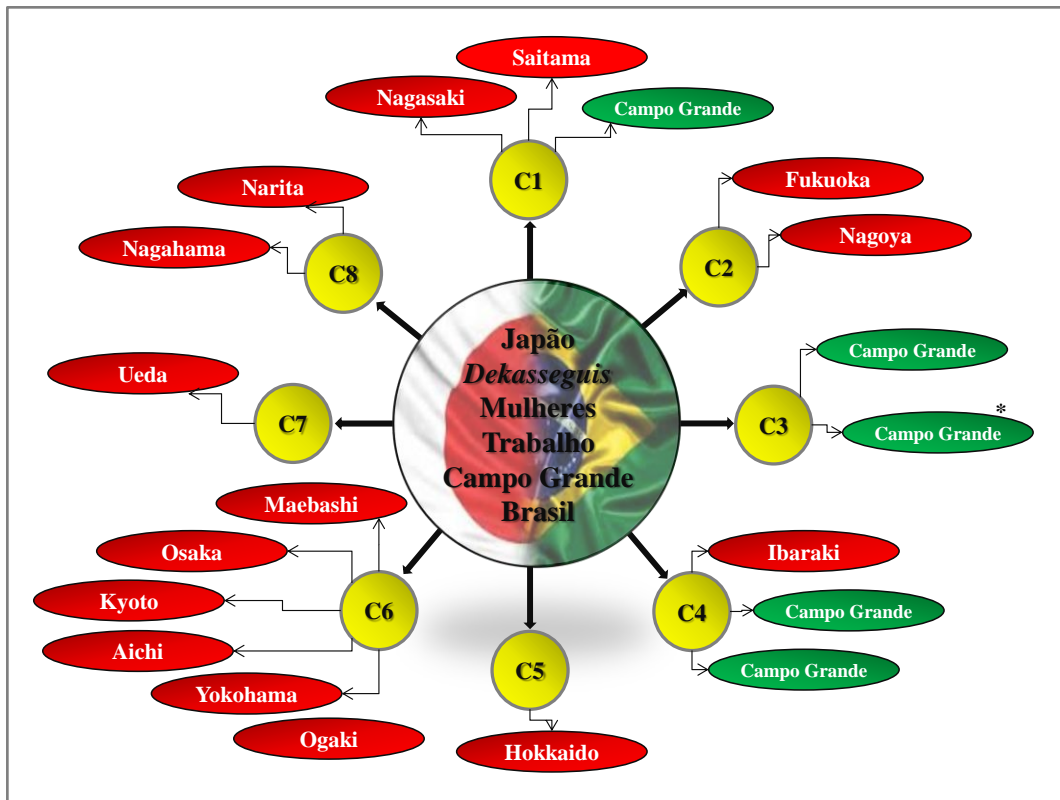 Saitama
Nagasaki
Campo Grande
C1
Narita
Fukuoka
Nagahama
Nagoya
C8
C2
Japão
Dekasseguis
Mulheres
Trabalho
Campo Grande
Brasil
Campo Grande
Ueda
C7
C3
Campo Grande *
Maebashi
Osaka
Ibaraki
Kyoto
C6
C4
Campo Grande
Aichi
C5
Campo Grande
Yokohama
Ogaki
Hokkaido